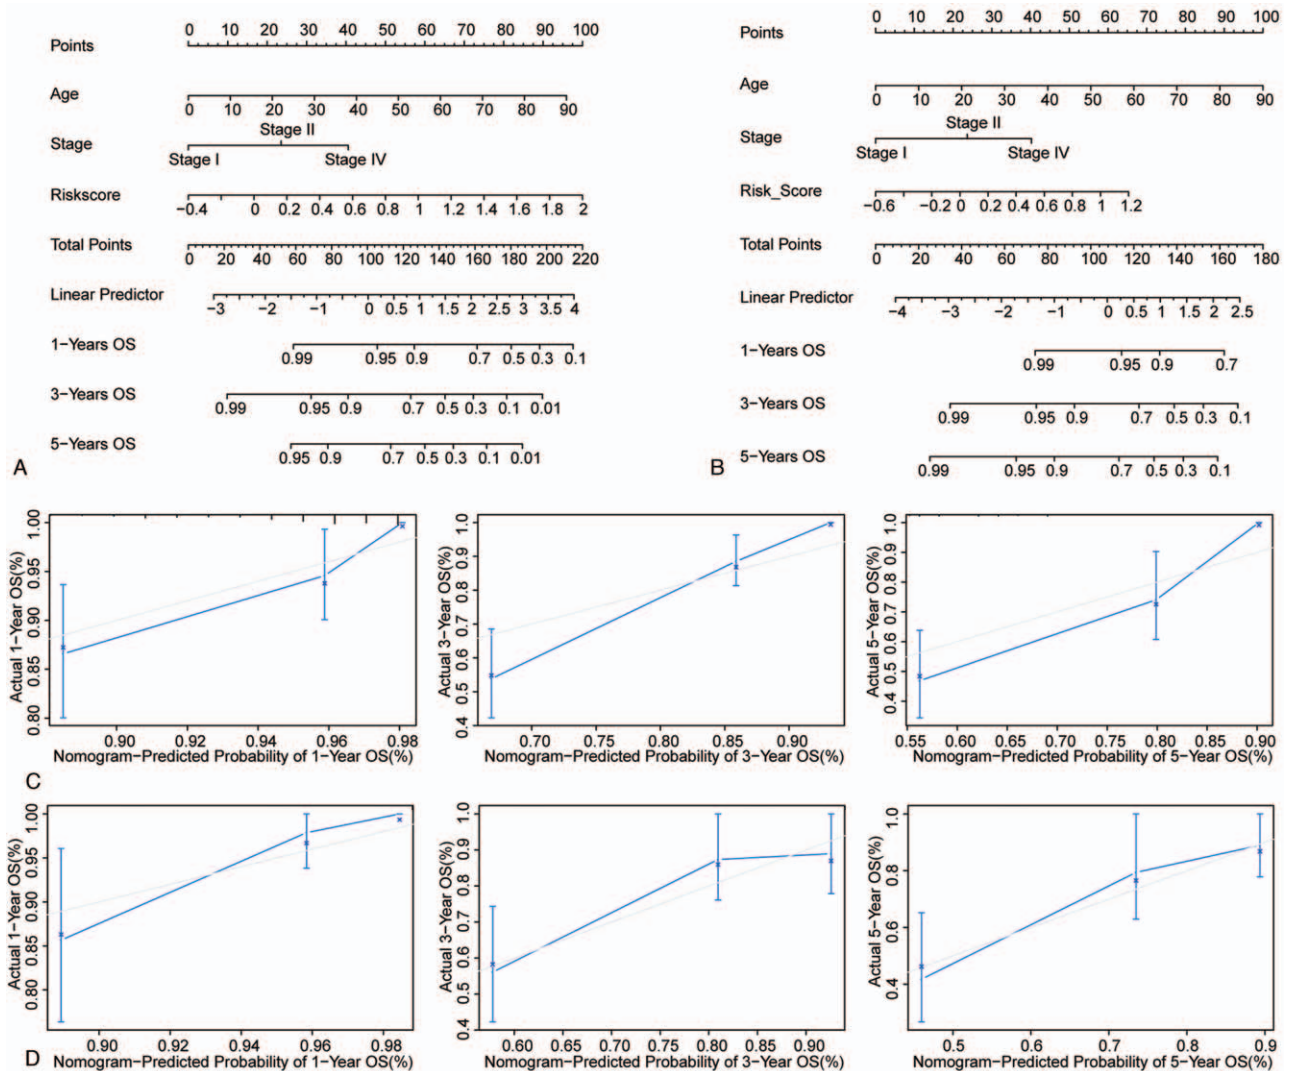 Points
0 10 20 30 40 50 60 70 80 90 100
Age
0 10 20 30 40 50 60 70 80 90
Stage
Stage II
Stage I Stage IV
Riskscore
−0.4 0 0.2 0.4 0.6 0.8 1 1.2 1.4 1.6 1.8 2
Total Points
0 20 40 60 80 100 120 140 160 180 200 220
Linear Predictor
−3 −2 −1 0 0.5 1 1.5 2 2.5 3 3.5 4
1−Years OS
0.99 0.95 0.9 0.7 0.5 0.3 0.1
3−Years OS
0.99 0.95 0.9 0.7 0.5 0.3 0.1 0.01
5−Years OS
0.95 0.9 0.7 0.5 0.3 0.1 0.01
A
Points
0 10 20 30 40 50 60 70 80 90 100
Age
0 10 20 30 40 50 60 70 80 90
Stage
Stage II
Stage I Stage IV
Risk_Score
−0.6 −0.2 0 0.2 0.4 0.6 0.8 1 1.2
Total Points
0 20 40 60 80 100 120 140 160 180
Linear Predictor
−4 −3 −2 −1 0 0.5 1 1.5 2 2.5
1−Years OS
0.99 0.95 0.9 0.7
3−Years OS
0.99 0.95 0.9 0.7 0.5 0.3 0.1
5−Years OS
0.99 0.95 0.9 0.7 0.5 0.3 0.1
B
Actual 1−Year OS(%)
0.80 0.85 0.90 0.95 1.00
0.90 0.92 0.94 0.96 0.98
Nomogram−Predicted Probability of 1−Year OS(%)
Actual 3−Year OS(%)
0.4 0.5 0.6 0.7 0.8 0.9 1.0
0.70 0.75 0.80 0.85 0.90
Nomogram−Predicted Probability of 3−Year OS(%)
Actual 5−Year OS(%)
0.4 0.5 0.6 0.7 0.8 0.9 1.0
0.55 0.60 0.65 0.70 0.75 0.80 0.85 0.90
Nomogram−Predicted Probability of 5−Year OS(%)
C
Actual 1−Year OS(%)
0.80 0.85 0.90 0.95 1.00
0.90 0.92 0.94 0.96 0.98
Nomogram−Predicted Probability of 1−Year OS(%)
Actual 3−Year OS(%)
0.4 0.5 0.6 0.7 0.8 0.9 1.0
0.60 0.65 0.70 0.75 0.80 0.85 0.90
Nomogram−Predicted Probability of 3−Year OS(%)
Actual 5−Year OS(%)
0.4 0.6 0.8 1.0
0.5 0.6 0.7 0.8 0.9
Nomogram−Predicted Probability of 5−Year OS(%)
D